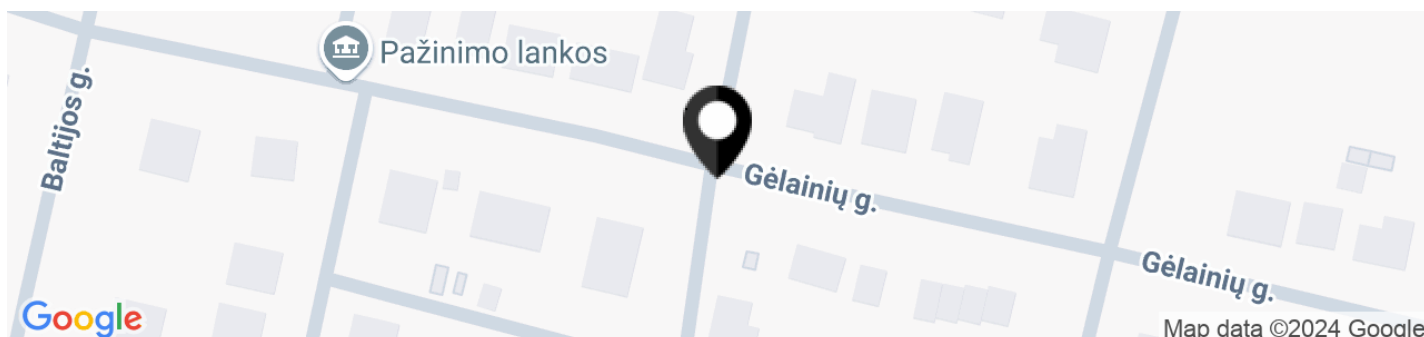 Pažinimo lankos
Baltijos g.
Gėlainių g.
Gėlainių g.
Google
Map data ©2024 Google